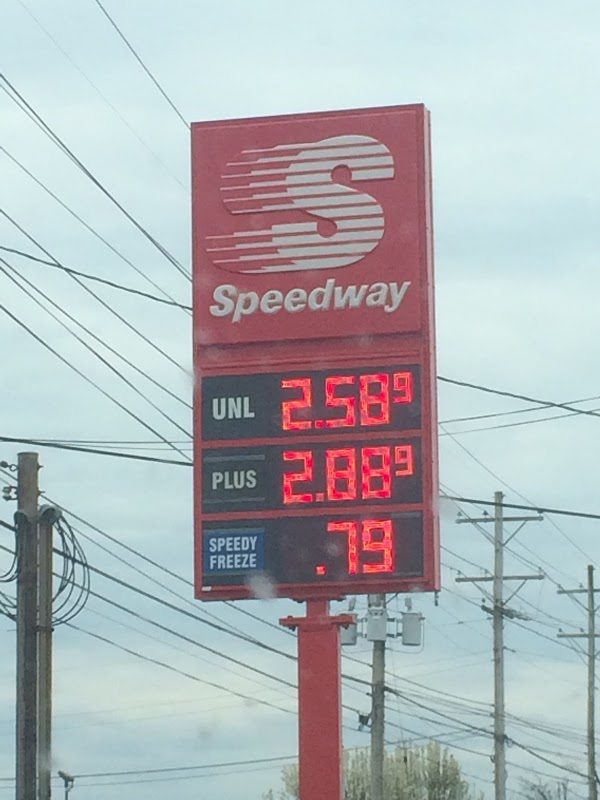 S
Speedway
UNL 2.58 9
PLUS 2.88 9
SPEEDY
FREEZE .79